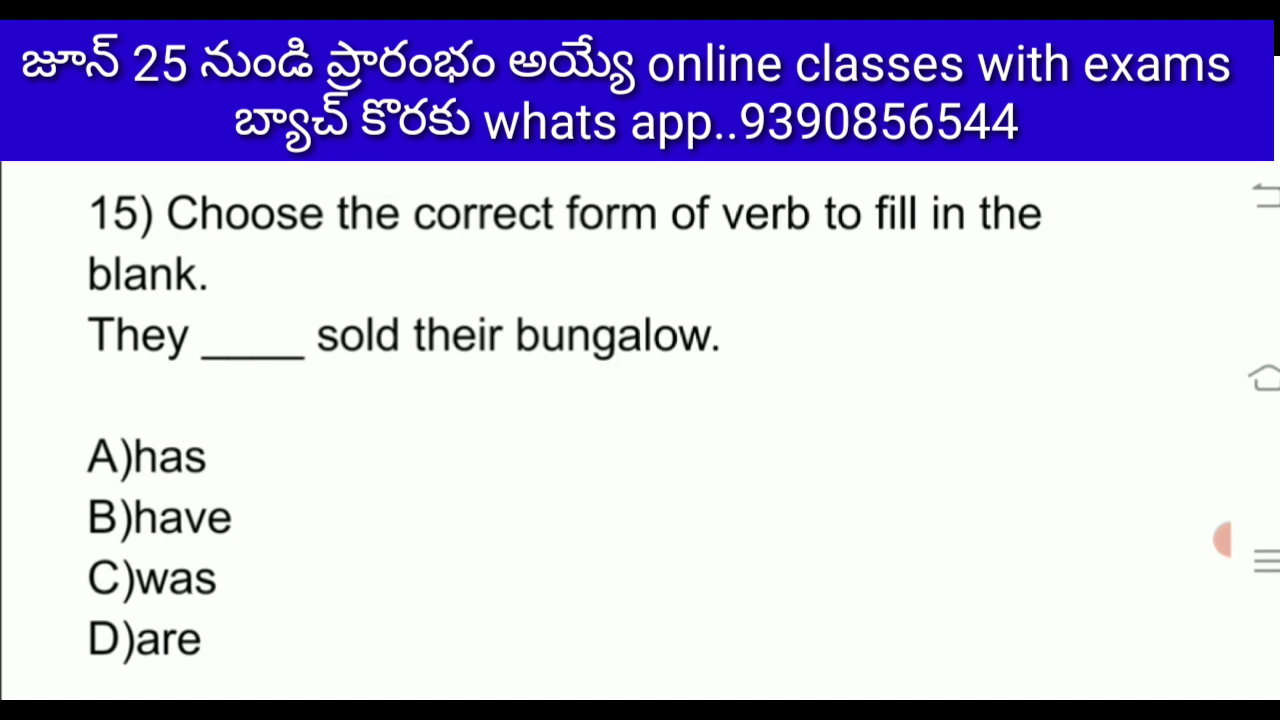 జూన్ 25 నుండి ప్రారంభం అయ్యే online classes with exams
బ్యాచ్ కొరకు whats app..9390856544
15) Choose the correct form of verb to fill in the
blank.
They ____ sold their bungalow.
A)has
B)have
C)was
D)are